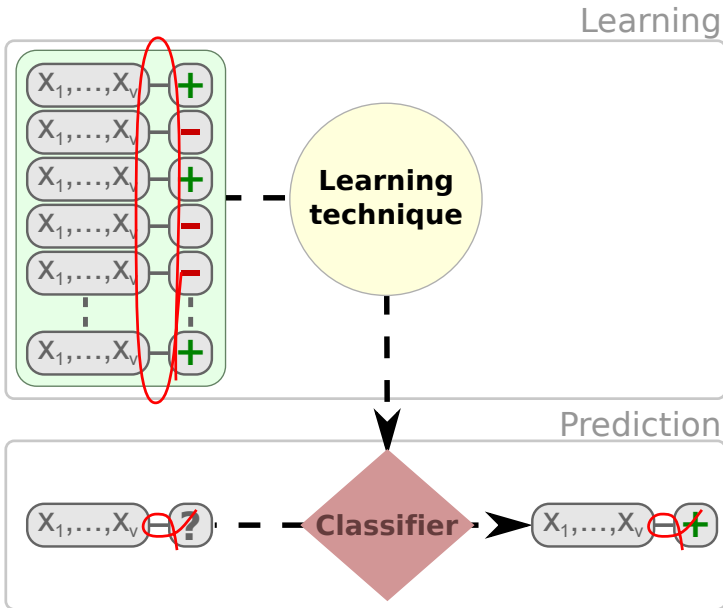 Learning
X1,...,Xv +
X1,...,Xv −
X1,...,Xv +
X1,...,Xv −
X1,...,Xv −
X1,...,Xv +
Learning
technique
Prediction
X1,...,Xv ?
Classifier
X1,...,Xv +